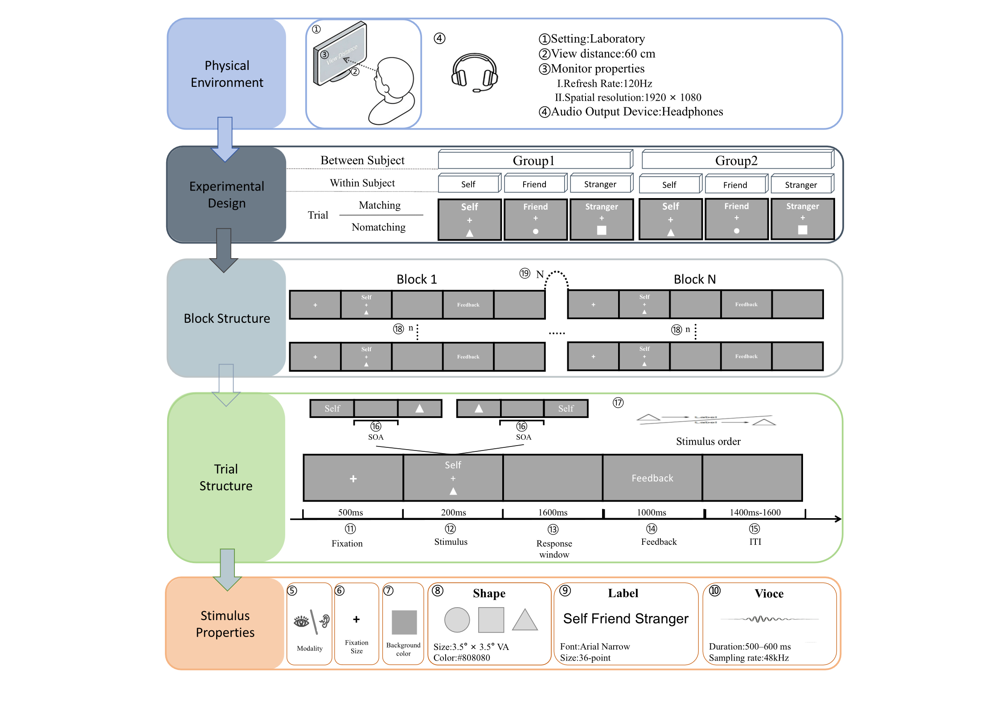 Physical
Environment
①
③
View Distance
②
④
①Setting:Laboratory
②View distance:60 cm
③Monitor properties
I.Refresh Rate:120Hz
II.Spatial resolution:1920 × 1080
④Audio Output Device:Headphones
Experimental
Design
Between Subject
Group1
Group2
Within Subject
Self
Friend
Stranger
Self
Friend
Stranger
Trial
Matching
Nomatching
Self
+
Friend
+
Stranger
+
Self
+
Friend
+
Stranger
+
Block Structure
Block 1
⑲ N
Block N
+
Self
+
Feedback
+
Self
+
Feedback
⑱ n
.....
⑱ n
+
Self
+
Feedback
+
Self
+
Feedback
Trial
Structure
Self
⑯
SOA
Self
⑯
SOA
⑰
Label
Label
Stimulus order
+
Self
+
Feedback
500ms
200ms
1600ms
1000ms
1400ms-1600
⑪
⑫
⑬
⑭
⑮
Fixation
Stimulus
Response
window
Feedback
ITI
Stimulus
Properties
⑤
Modality
⑥
+
Fixation
Size
⑦
Background
color
⑧
Shape
Size:3.5° × 3.5° VA
Color:#808080
⑨
Label
Self Friend Stranger
Font:Arial Narrow
Size:36-point
⑩
Vioce
Duration:500–600 ms
Sampling rate:48kHz